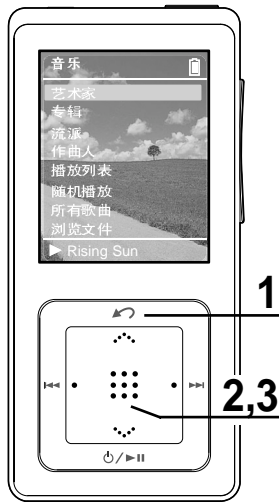 音乐
艺术家
专辑
流派
作曲人
播放列表
随机播放
所有歌曲
浏览文件
▶ Rising Sun
1
2,3